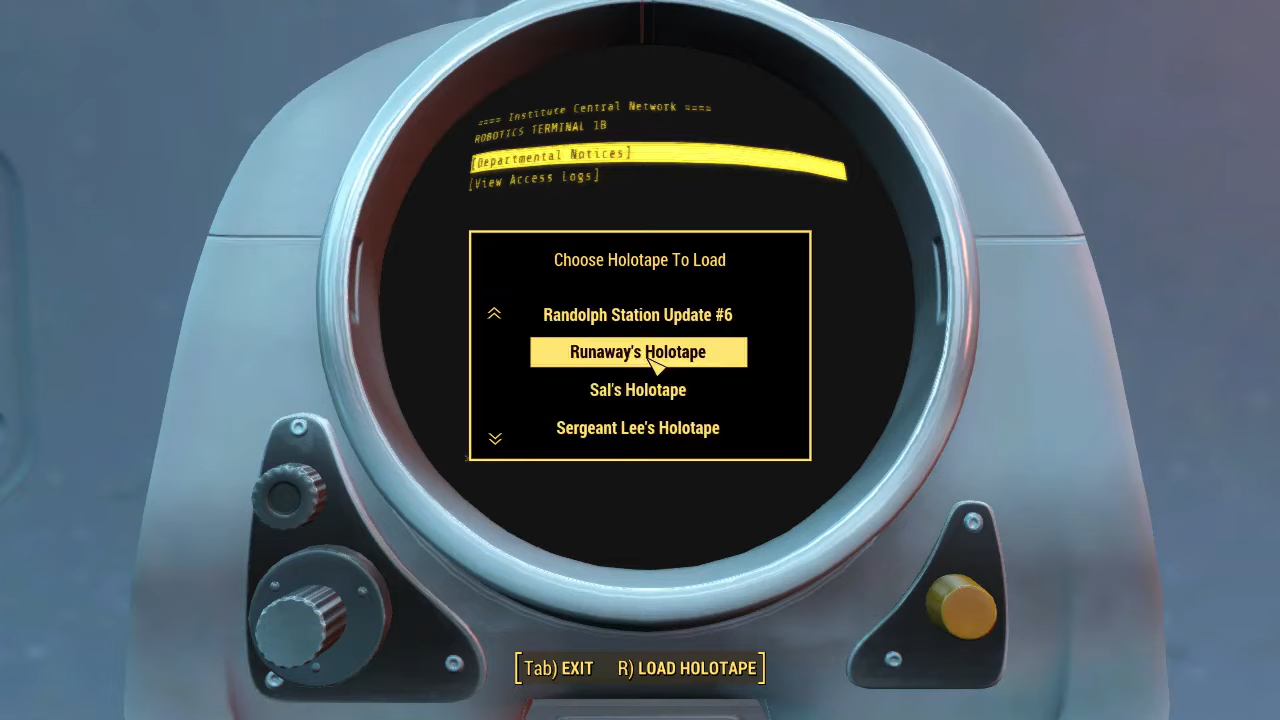 ==== Institute Central Network ====
ROBOTICS TERMINAL 1B
[Departmental Notices]
[View Access Logs]
Choose Holotape To Load
Randolph Station Update #6
Runaway's Holotape
Sal's Holotape
Sergeant Lee's Holotape
Tab) EXIT R) LOAD HOLOTAPE